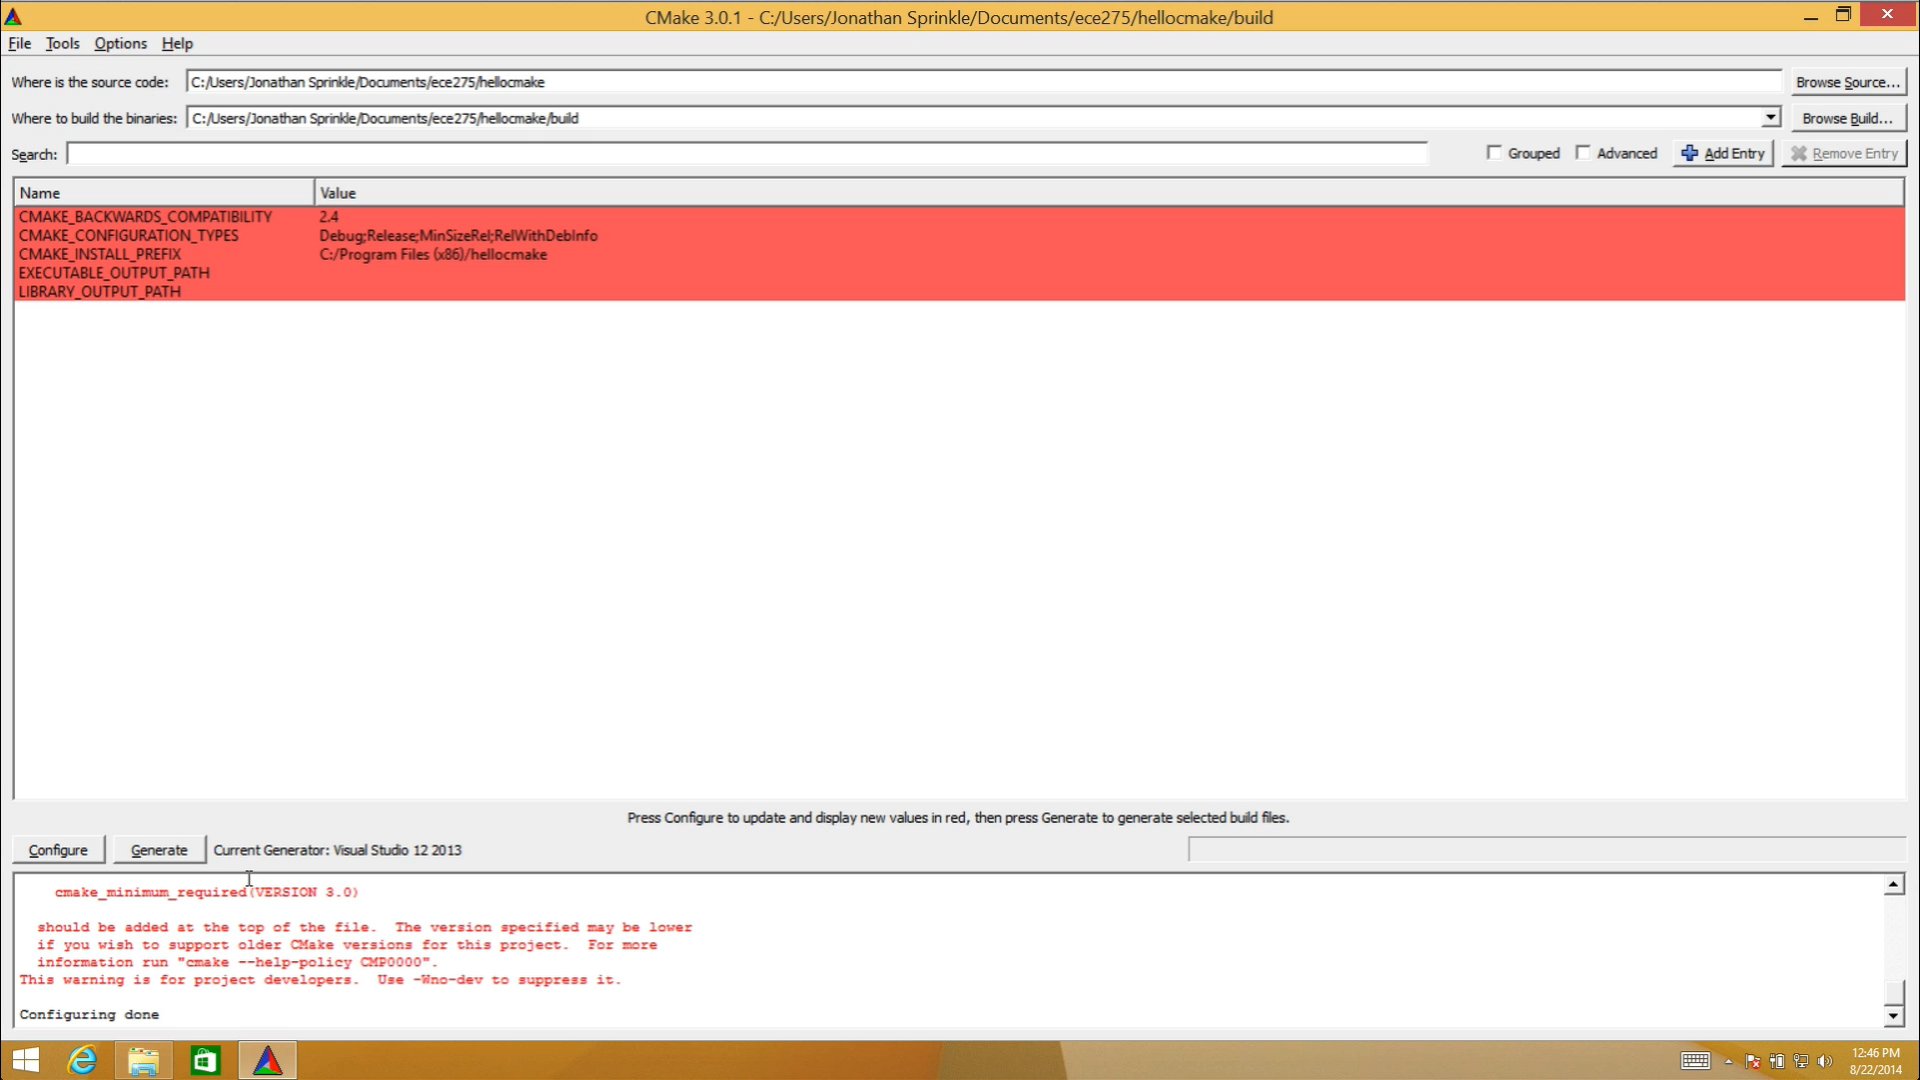 CMake 3.0.1 - C:/Users/Jonathan Sprinkle/Documents/ece275/hellocmake/build
File Tools Options Help
Where is the source code: C:/Users/Jonathan Sprinkle/Documents/ece275/hellocmake Browse Source...
Where to build the binaries: C:/Users/Jonathan Sprinkle/Documents/ece275/hellocmake/build Browse Build...
Search: Grouped Advanced Add Entry Remove Entry
Name Value
CMAKE_BACKWARDS_COMPATIBILITY 2.4
CMAKE_CONFIGURATION_TYPES Debug;Release;MinSizeRel;RelWithDebInfo
CMAKE_INSTALL_PREFIX C:/Program Files (x86)/hellocmake
EXECUTABLE_OUTPUT_PATH
LIBRARY_OUTPUT_PATH
Press Configure to update and display new values in red, then press Generate to generate selected build files.
Configure Generate Current Generator: Visual Studio 12 2013
cmake_minimum_required(VERSION 3.0)
should be added at the top of the file. The version specified may be lower
if you wish to support older CMake versions for this project. For more
information run "cmake --help-policy CMP0000".
This warning is for project developers. Use -Wno-dev to suppress it.
Configuring done
12:46 PM
8/22/2014